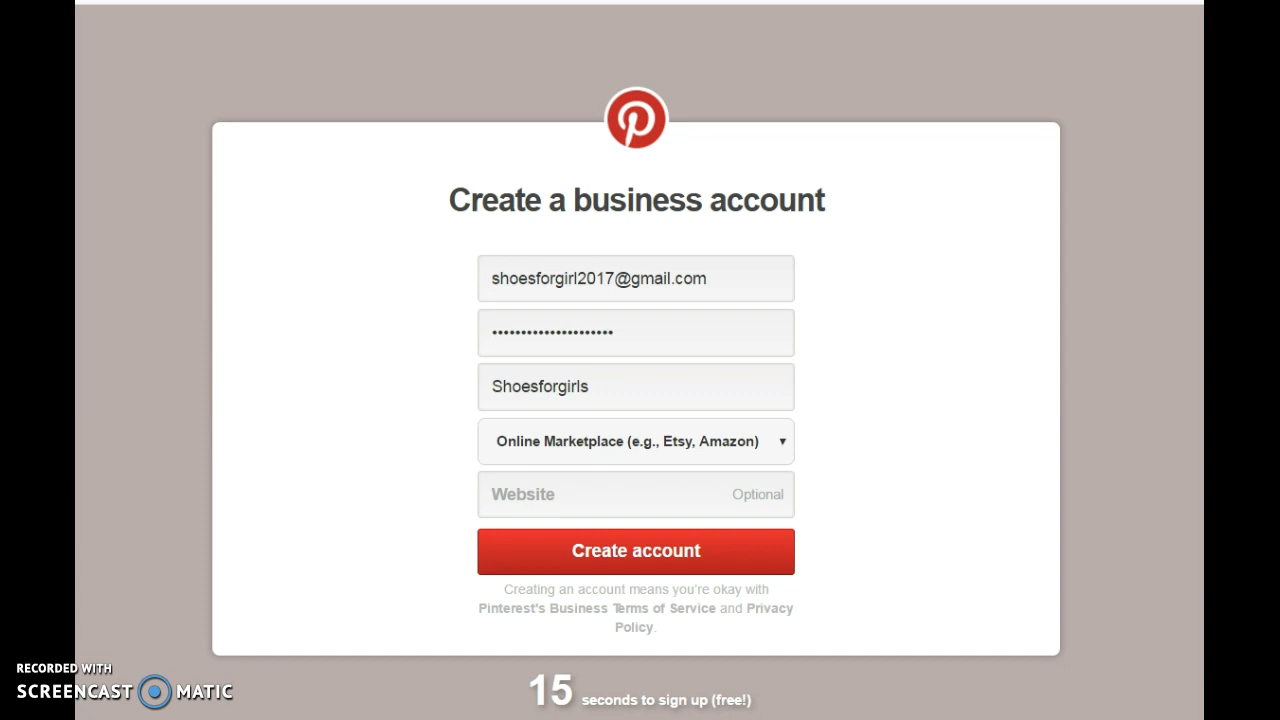 Create a business account
shoesforgirl2017@gmail.com
•••••••••••••••••••••
Shoesforgirls
Online Marketplace (e.g., Etsy, Amazon)
Website Optional
Create account
Creating an account means you're okay with
Pinterest's Business Terms of Service and Privacy
Policy.
15 seconds to sign up (free!)
RECORDED WITH
SCREENCAST MATIC